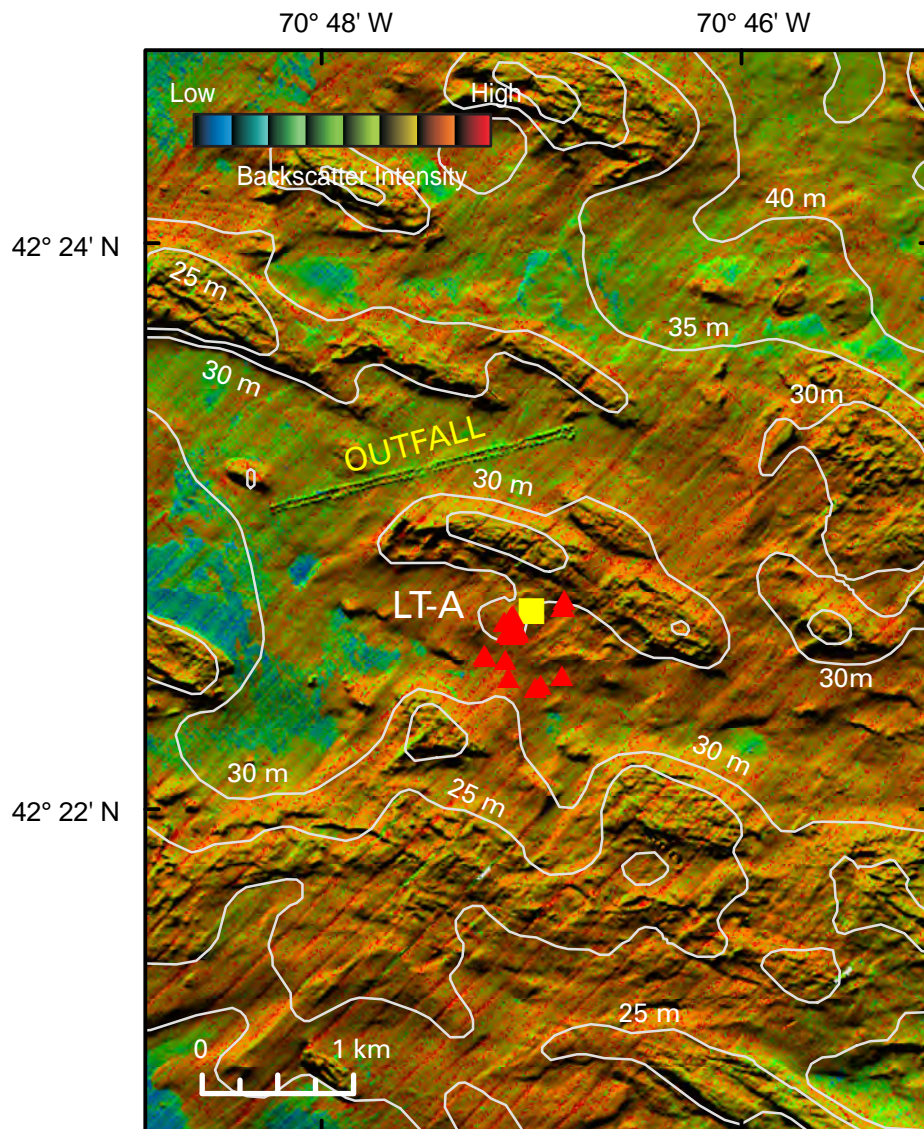 70° 48' W
70° 46' W
Low
High
Backscatter Intensity
40 m
42° 24' N
25 m
35 m
30 m
30m
OUTFALL
30 m
LT-A
30m
30 m
30 m
25 m
42° 22' N
25 m
0
1 km